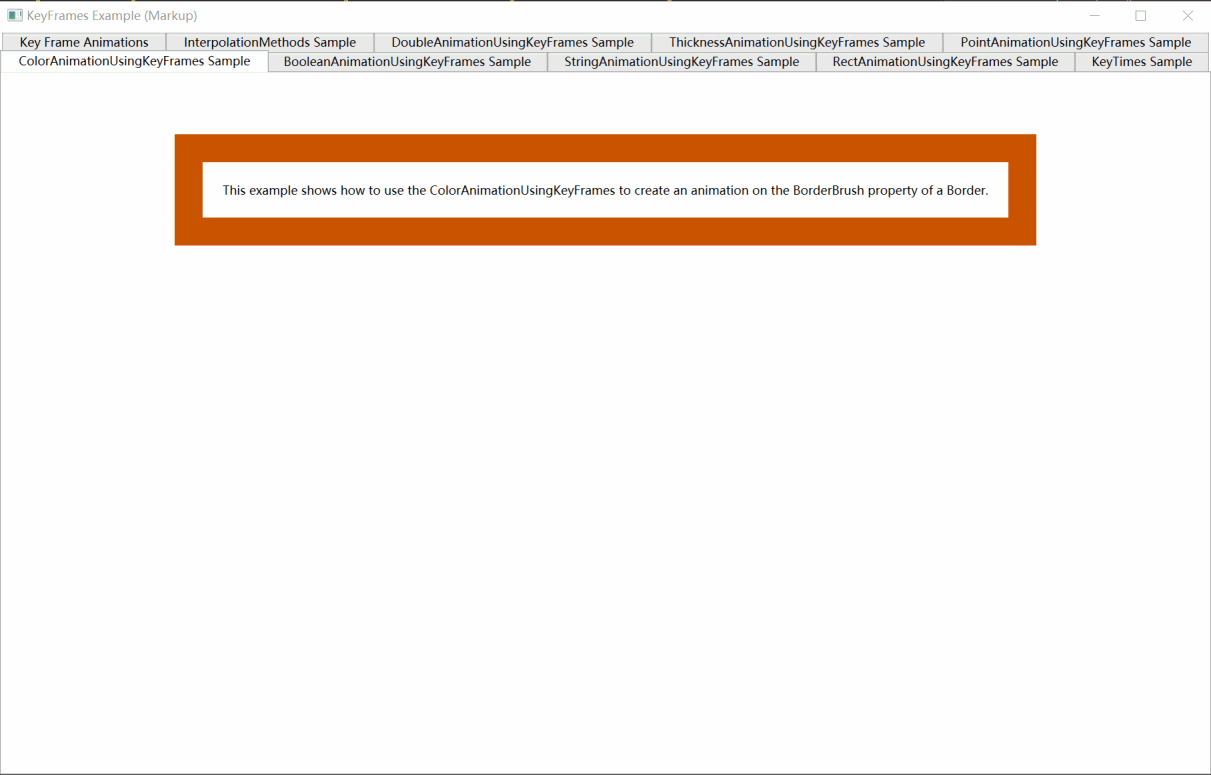 KeyFrames Example (Markup)
Key Frame Animations InterpolationMethods Sample DoubleAnimationUsingKeyFrames Sample ThicknessAnimationUsingKeyFrames Sample PointAnimationUsingKeyFrames Sample
ColorAnimationUsingKeyFrames Sample BooleanAnimationUsingKeyFrames Sample StringAnimationUsingKeyFrames Sample RectAnimationUsingKeyFrames Sample KeyTimes Sample
This example shows how to use the ColorAnimationUsingKeyFrames to create an animation on the BorderBrush property of a Border.